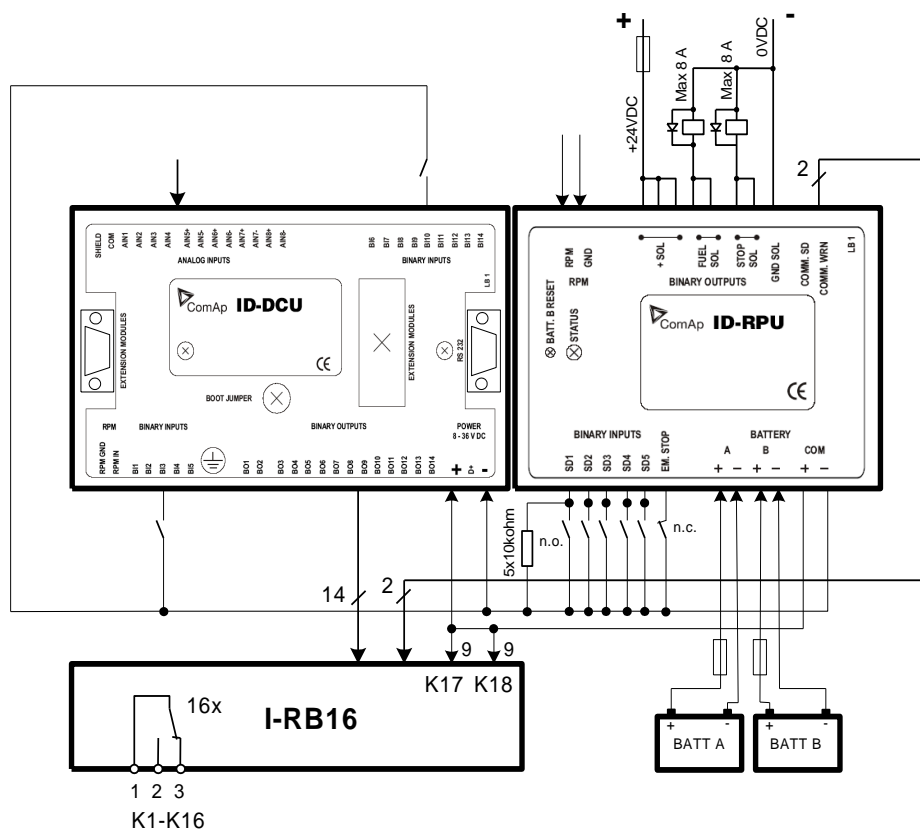 + -
+24VDC
Max 8 A
Max 8 A
0VDC
2
SHIELD
COM
AIN1
AIN2
AIN3
AIN4
AIN5+
AIN5-
AIN6+
AIN6-
AIN7+
AIN7-
AIN8+
AIN8-
ANALOG INPUTS
BI6
BI7
BI8
BI9
BI10
BI11
BI12
BI13
BI14
BINARY INPUTS
LB 1
ComAp ID-DCU
CE
EXTENSION MODULES
EXTENSION MODULES
RS 232
BOOT JUMPER
RPM
BINARY INPUTS
BINARY OUTPUTS
POWER
8 - 36 V DC
RPM GND
RPM IN
BI1
BI2
BI3
BI4
BI5
BO1
BO2
BO3
BO4
BO5
BO6
BO7
BO8
BO9
BO10
BO11
BO12
BO13
BO14
+
D+
-
RPM
GND
RPM
+ SOL
FUEL
SOL
STOP
SOL
GND SOL
COMM. SD
COMM. WRN
LB 1
BINARY OUTPUTS
BATT. B RESET
STATUS
ComAp ID-RPU
CE
BINARY INPUTS
SD1
SD2
SD3
SD4
SD5
EM. STOP
BATTERY
A B COM
+ - + - + -
5x10kohm
n.o.
n.c.
14
2
9 9
K17 K18
16x
I-RB16
1 2 3
K1-K16
+ -
BATT A
+ -
BATT B